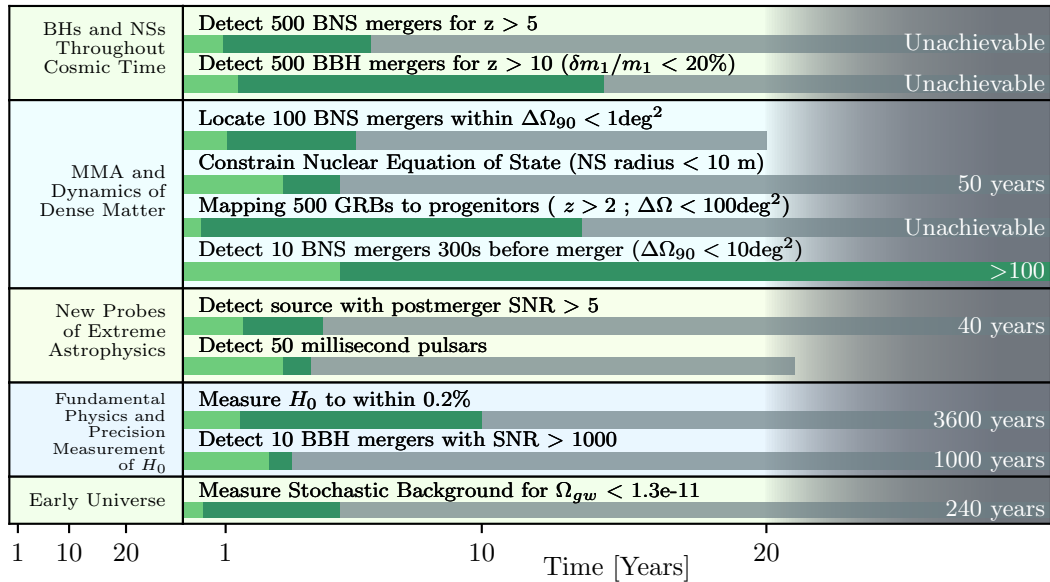 BHs and NSs
Throughout
Cosmic Time
Detect 500 BNS mergers for z > 5
Unachievable
Detect 500 BBH mergers for z > 10 (δm₁/m₁ < 20%)
Unachievable
MMA and
Dynamics of
Dense Matter
Locate 100 BNS mergers within ΔΩ₉₀ < 1deg²
Constrain Nuclear Equation of State (NS radius < 10 m)
50 years
Mapping 500 GRBs to progenitors ( z > 2 ; ΔΩ < 100deg²)
Unachievable
Detect 10 BNS mergers 300s before merger (ΔΩ₉₀ < 10deg²)
>100
New Probes
of Extreme
Astrophysics
Detect source with postmerger SNR > 5
40 years
Detect 50 millisecond pulsars
Fundamental
Physics and
Precision
Measurement
of H₀
Measure H₀ to within 0.2%
3600 years
Detect 10 BBH mergers with SNR > 1000
1000 years
Early Universe
Measure Stochastic Background for Ω_gw < 1.3e-11
240 years
1 10 20 1 10 20
Time [Years]